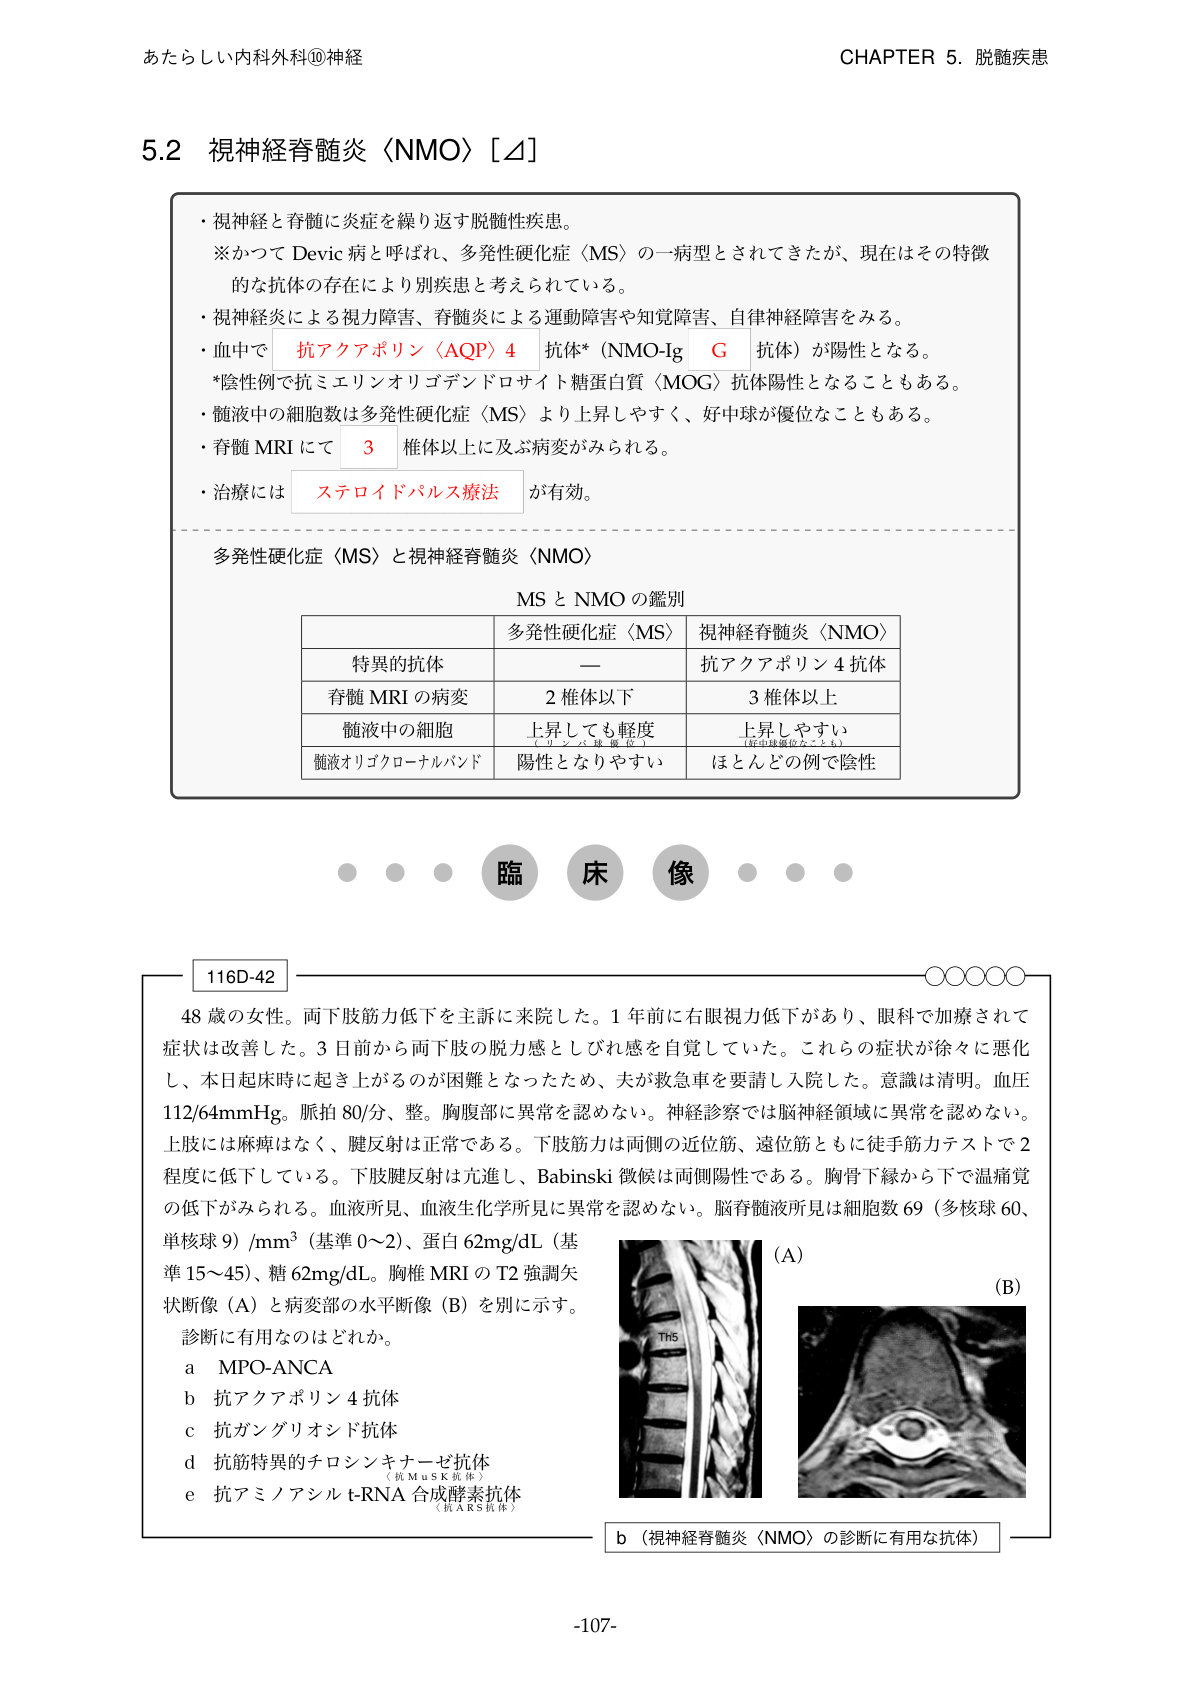 あたらしい内科外科⑩神経
CHAPTER 5. 脱髄疾患
5.2 視神経脊髄炎〈NMO〉[⊿]
・視神経と脊髄に炎症を繰り返す脱髄性疾患。
※かつて Devic 病と呼ばれ、多発性硬化症〈MS〉の一病型とされてきたが、現在はその特徴
的な抗体の存在により別疾患と考えられている。
・視神経炎による視力障害、脊髄炎による運動障害や知覚障害、自律神経障害をみる。
・血中で 抗アクアポリン〈AQP〉4 抗体*（NMO-Ig G 抗体）が陽性となる。
*陰性例で抗ミエリンオリゴデンドロサイト糖蛋白質〈MOG〉抗体陽性となることもある。
・髄液中の細胞数は多発性硬化症〈MS〉より上昇しやすく、好中球が優位なこともある。
・脊髄 MRI にて 3 椎体以上に及ぶ病変がみられる。
・治療には ステロイドパルス療法 が有効。
多発性硬化症〈MS〉と視神経脊髄炎〈NMO〉
MS と NMO の鑑別
多発性硬化症〈MS〉 視神経脊髄炎〈NMO〉
特異的抗体 — 抗アクアポリン 4 抗体
脊髄 MRI の病変 2 椎体以下 3 椎体以上
髄液中の細胞 上昇しても軽度 上昇しやすい
（リンパ球優位） （好中球優位なことも）
髄液オリゴクローナルバンド 陽性となりやすい ほとんどの例で陰性
臨床像
116D-42
48 歳の女性。両下肢筋力低下を主訴に来院した。1 年前に右眼視力低下があり、眼科で加療されて
症状は改善した。3 日前から両下肢の脱力感としびれ感を自覚していた。これらの症状が徐々に悪化
し、本日起床時に起き上がるのが困難となったため、夫が救急車を要請し入院した。意識は清明。血圧
112/64mmHg。脈拍 80/分、整。胸腹部に異常を認めない。神経診察では脳神経領域に異常を認めない。
上肢には麻痺はなく、腱反射は正常である。下肢筋力は両側の近位筋、遠位筋ともに徒手筋力テストで 2
程度に低下している。下肢腱反射は亢進し、Babinski 徴候は両側陽性である。胸骨下縁から下で温痛覚
の低下がみられる。血液所見、血液生化学所見に異常を認めない。脳脊髄液所見は細胞数 69（多核球 60、
単核球 9）/mm³（基準 0〜2）、蛋白 62mg/dL（基
準 15〜45）、糖 62mg/dL。胸椎 MRI の T2 強調矢
状断像（A）と病変部の水平断像（B）を別に示す。
診断に有用なのはどれか。
a MPO-ANCA
b 抗アクアポリン 4 抗体
c 抗ガングリオシド抗体
d 抗筋特異的チロシンキナーゼ抗体
〈抗MuSK抗体〉
e 抗アミノアシル t-RNA 合成酵素抗体
〈抗ARS抗体〉
（A）
Th5
（B）
b （視神経脊髄炎〈NMO〉の診断に有用な抗体）
-107-